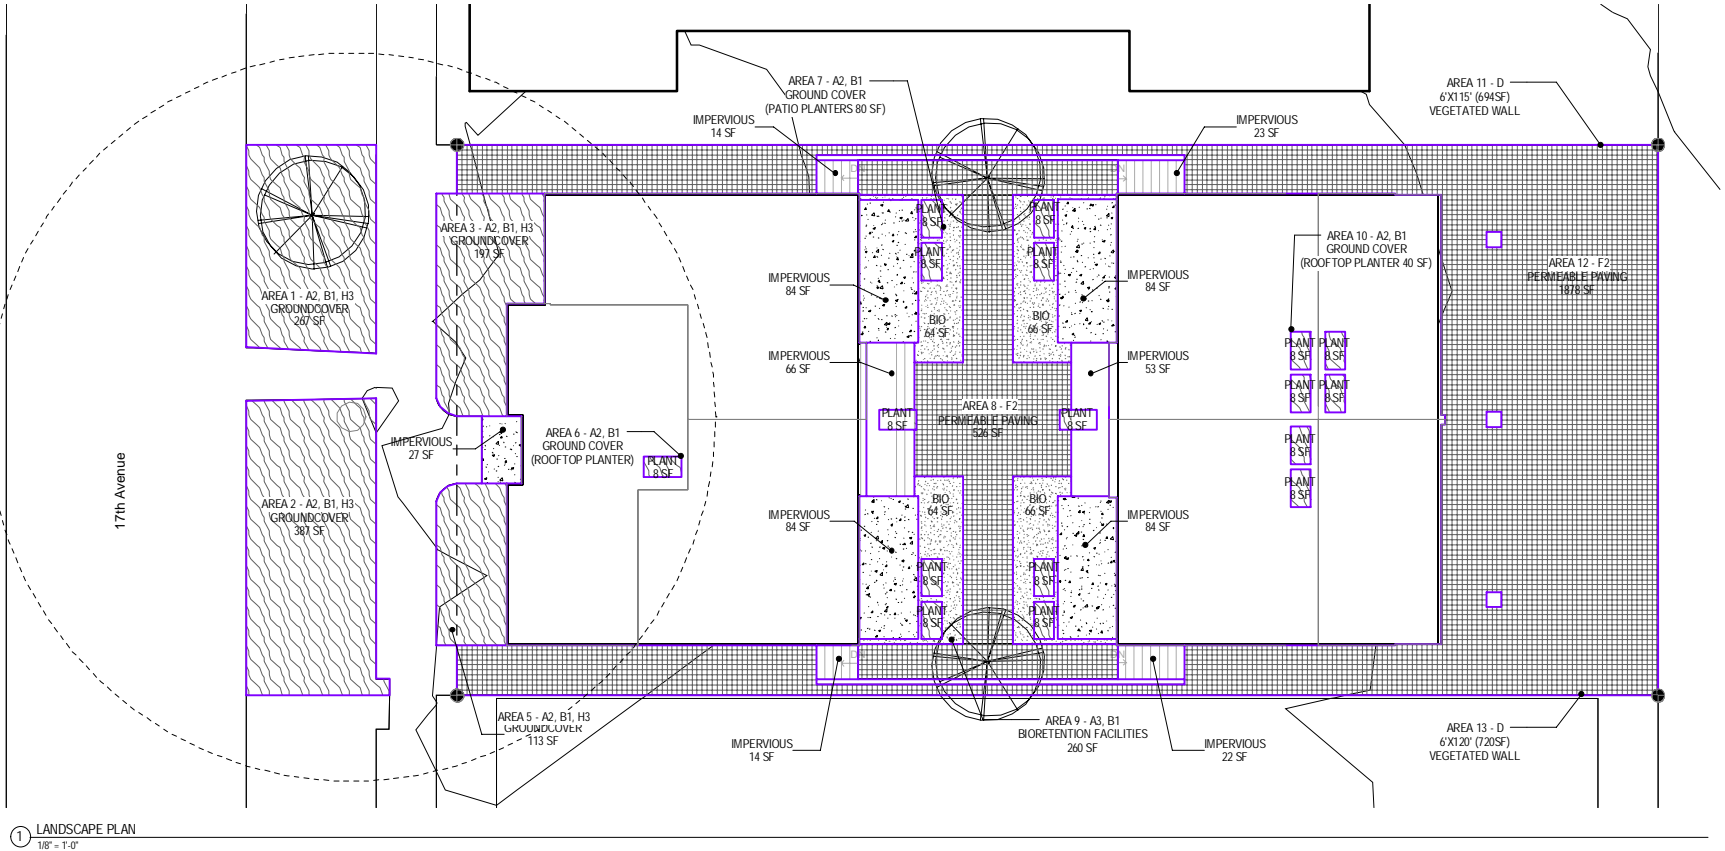 AREA 7 - A2, B1
GROUND COVER
(PATIO PLANTERS 80 SF)
AREA 11 - D
6'X115' (694SF)
VEGETATED WALL
IMPERVIOUS
14 SF
IMPERVIOUS
23 SF
PLANT
8 SF
PLANT
8 SF
PLANT
8 SF
PLANT
8 SF
AREA 3 - A2, B1, H3
GROUNDCOVER
197 SF
AREA 10 - A2, B1
GROUND COVER
(ROOFTOP PLANTER 40 SF)
AREA 12 - F2
PERMEABLE PAVING
1878 SF
AREA 1 - A2, B1, H3
GROUNDCOVER
267 SF
IMPERVIOUS
84 SF
IMPERVIOUS
84 SF
BIO
64 SF
BIO
66 SF
IMPERVIOUS
66 SF
IMPERVIOUS
53 SF
PLANT
8 SF
PLANT
8 SF
PLANT
8 SF
PLANT
8 SF
PLANT
8 SF
PLANT
8 SF
AREA 8 - F2
PERMEABLE PAVING
526 SF
PLANT
8 SF
PLANT
8 SF
IMPERVIOUS
27 SF
AREA 6 - A2, B1
GROUND COVER
(ROOFTOP PLANTER)
PLANT
8 SF
17th Avenue
AREA 2 - A2, B1, H3
GROUNDCOVER
387 SF
IMPERVIOUS
84 SF
IMPERVIOUS
84 SF
BIO
64 SF
BIO
66 SF
PLANT
8 SF
PLANT
8 SF
PLANT
8 SF
PLANT
8 SF
AREA 5 - A2, B1, H3
GROUNDCOVER
113 SF
IMPERVIOUS
14 SF
AREA 9 - A3, B1
BIORETENTION FACILITIES
260 SF
IMPERVIOUS
22 SF
AREA 13 - D
6'X120' (720SF)
VEGETATED WALL
1
LANDSCAPE PLAN
1/8" = 1'-0"